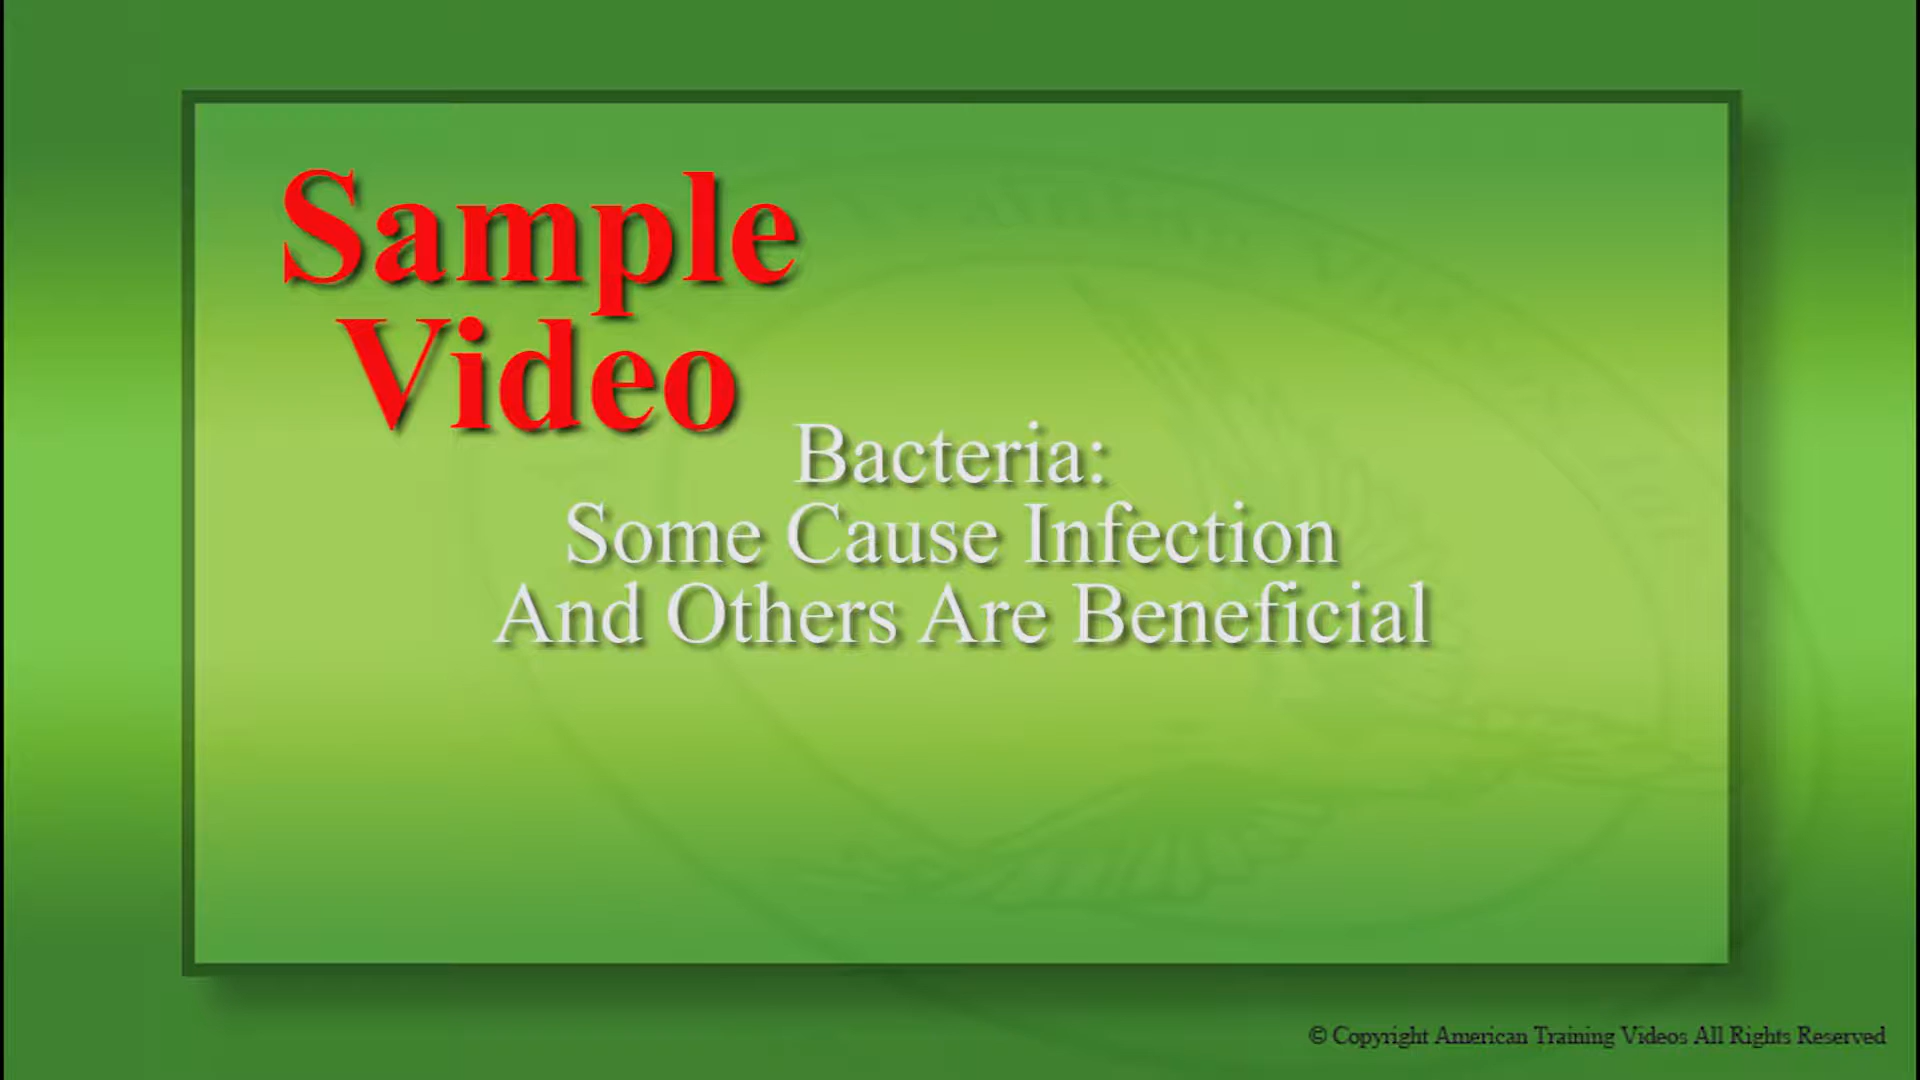 Sample
Video
Bacteria:
Some Cause Infection
And Others Are Beneficial
© Copyright American Training Videos All Rights Reserved